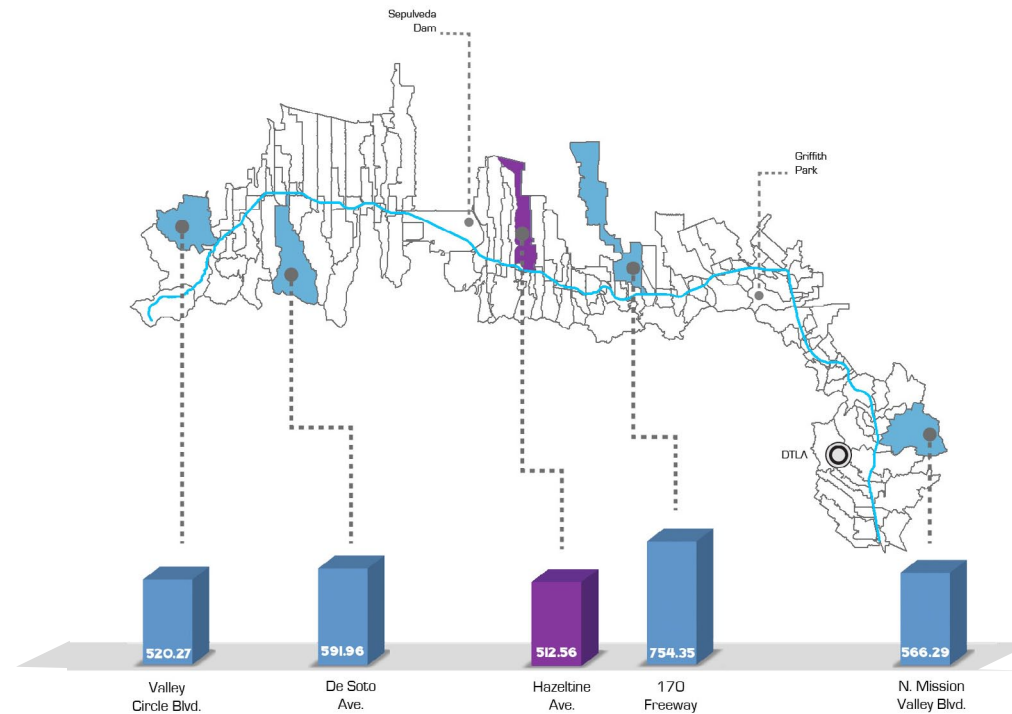 Sepulveda
Dam
Griffith
Park
DTLA
520.27
591.96
512.56
754.35
566.29
Valley
Circle Blvd.
De Soto
Ave.
Hazeltine
Ave.
170
Freeway
N. Mission
Valley Blvd.